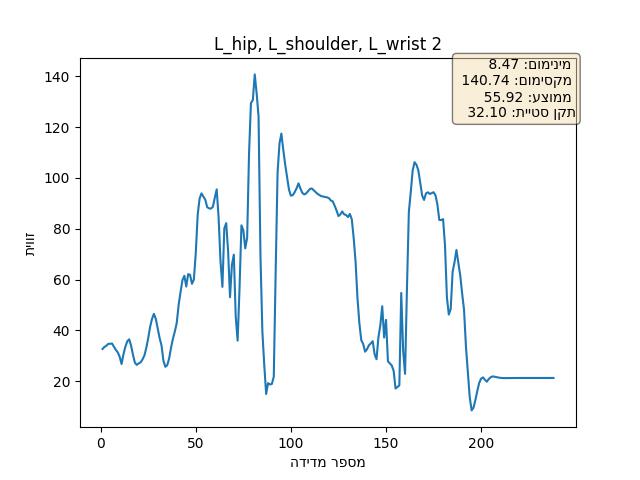 L_hip, L_shoulder, L_wrist 2
מינימום: 8.47
מקסימום: 140.74
ממוצע: 55.92
תקן סטיית: 32.10
זווית
140
120
100
80
60
40
20
0 50 100 150 200
מספר מדידה